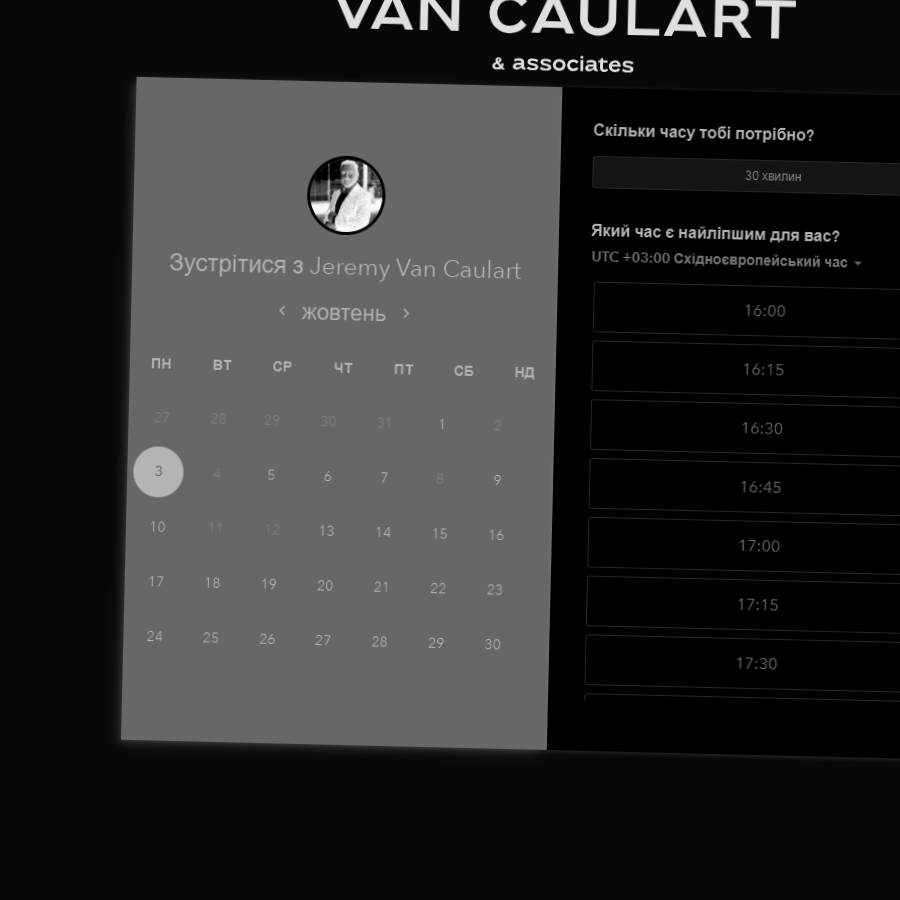 VAN CAULART
& associates
Зустрітися з Jeremy Van Caulart
жовтень
ПН ВТ СР ЧТ ПТ СБ НД
27 28 29 30 31 1 2
3 4 5 6 7 8 9
10 11 12 13 14 15 16
17 18 19 20 21 22 23
24 25 26 27 28 29 30
Скільки часу тобі потрібно?
30 хвилин
Який час є найліпшим для вас?
UTC +03:00 Східноєвропейський час
16:00
16:15
16:30
16:45
17:00
17:15
17:30